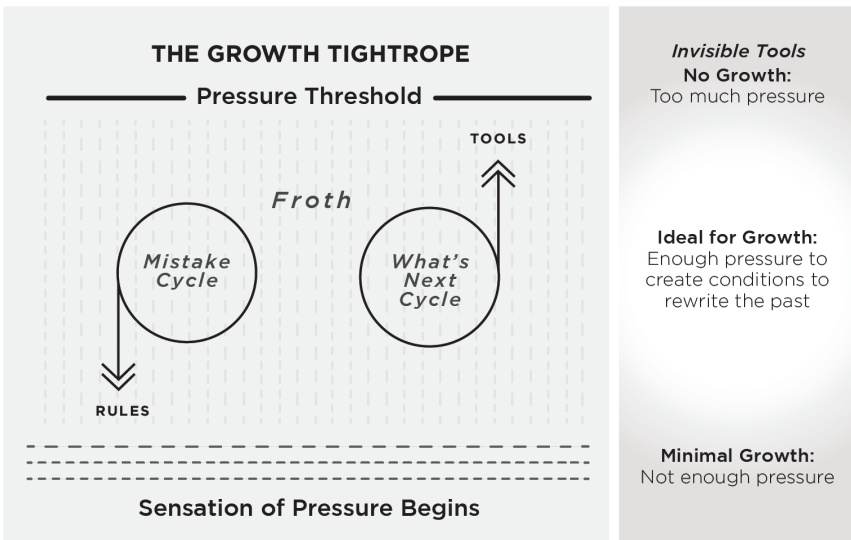 THE GROWTH TIGHTROPE
Pressure Threshold
TOOLS
Froth
Mistake
Cycle
What's
Next
Cycle
RULES
Sensation of Pressure Begins
Invisible Tools
No Growth:
Too much pressure
Ideal for Growth:
Enough pressure to
create conditions to
rewrite the past
Minimal Growth:
Not enough pressure